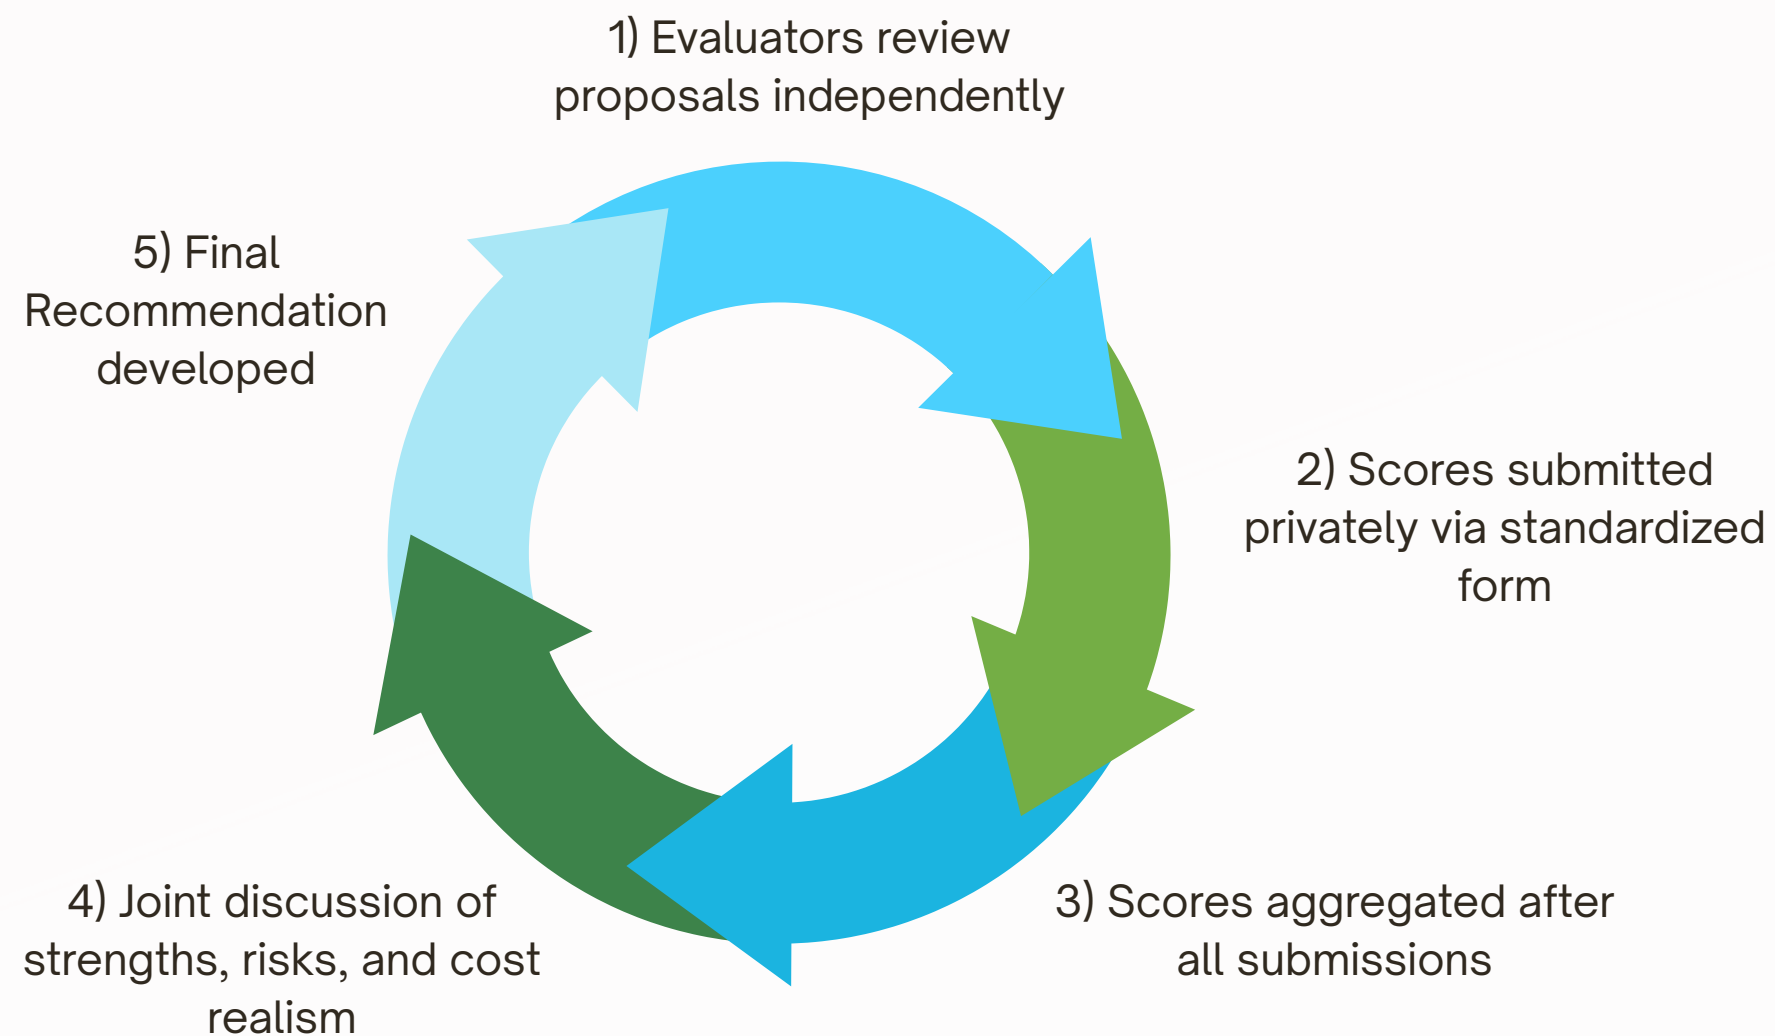 1) Evaluators review
proposals independently
2) Scores submitted
privately via standardized
form
3) Scores aggregated after
all submissions
4) Joint discussion of
strengths, risks, and cost
realism
5) Final
Recommendation
developed